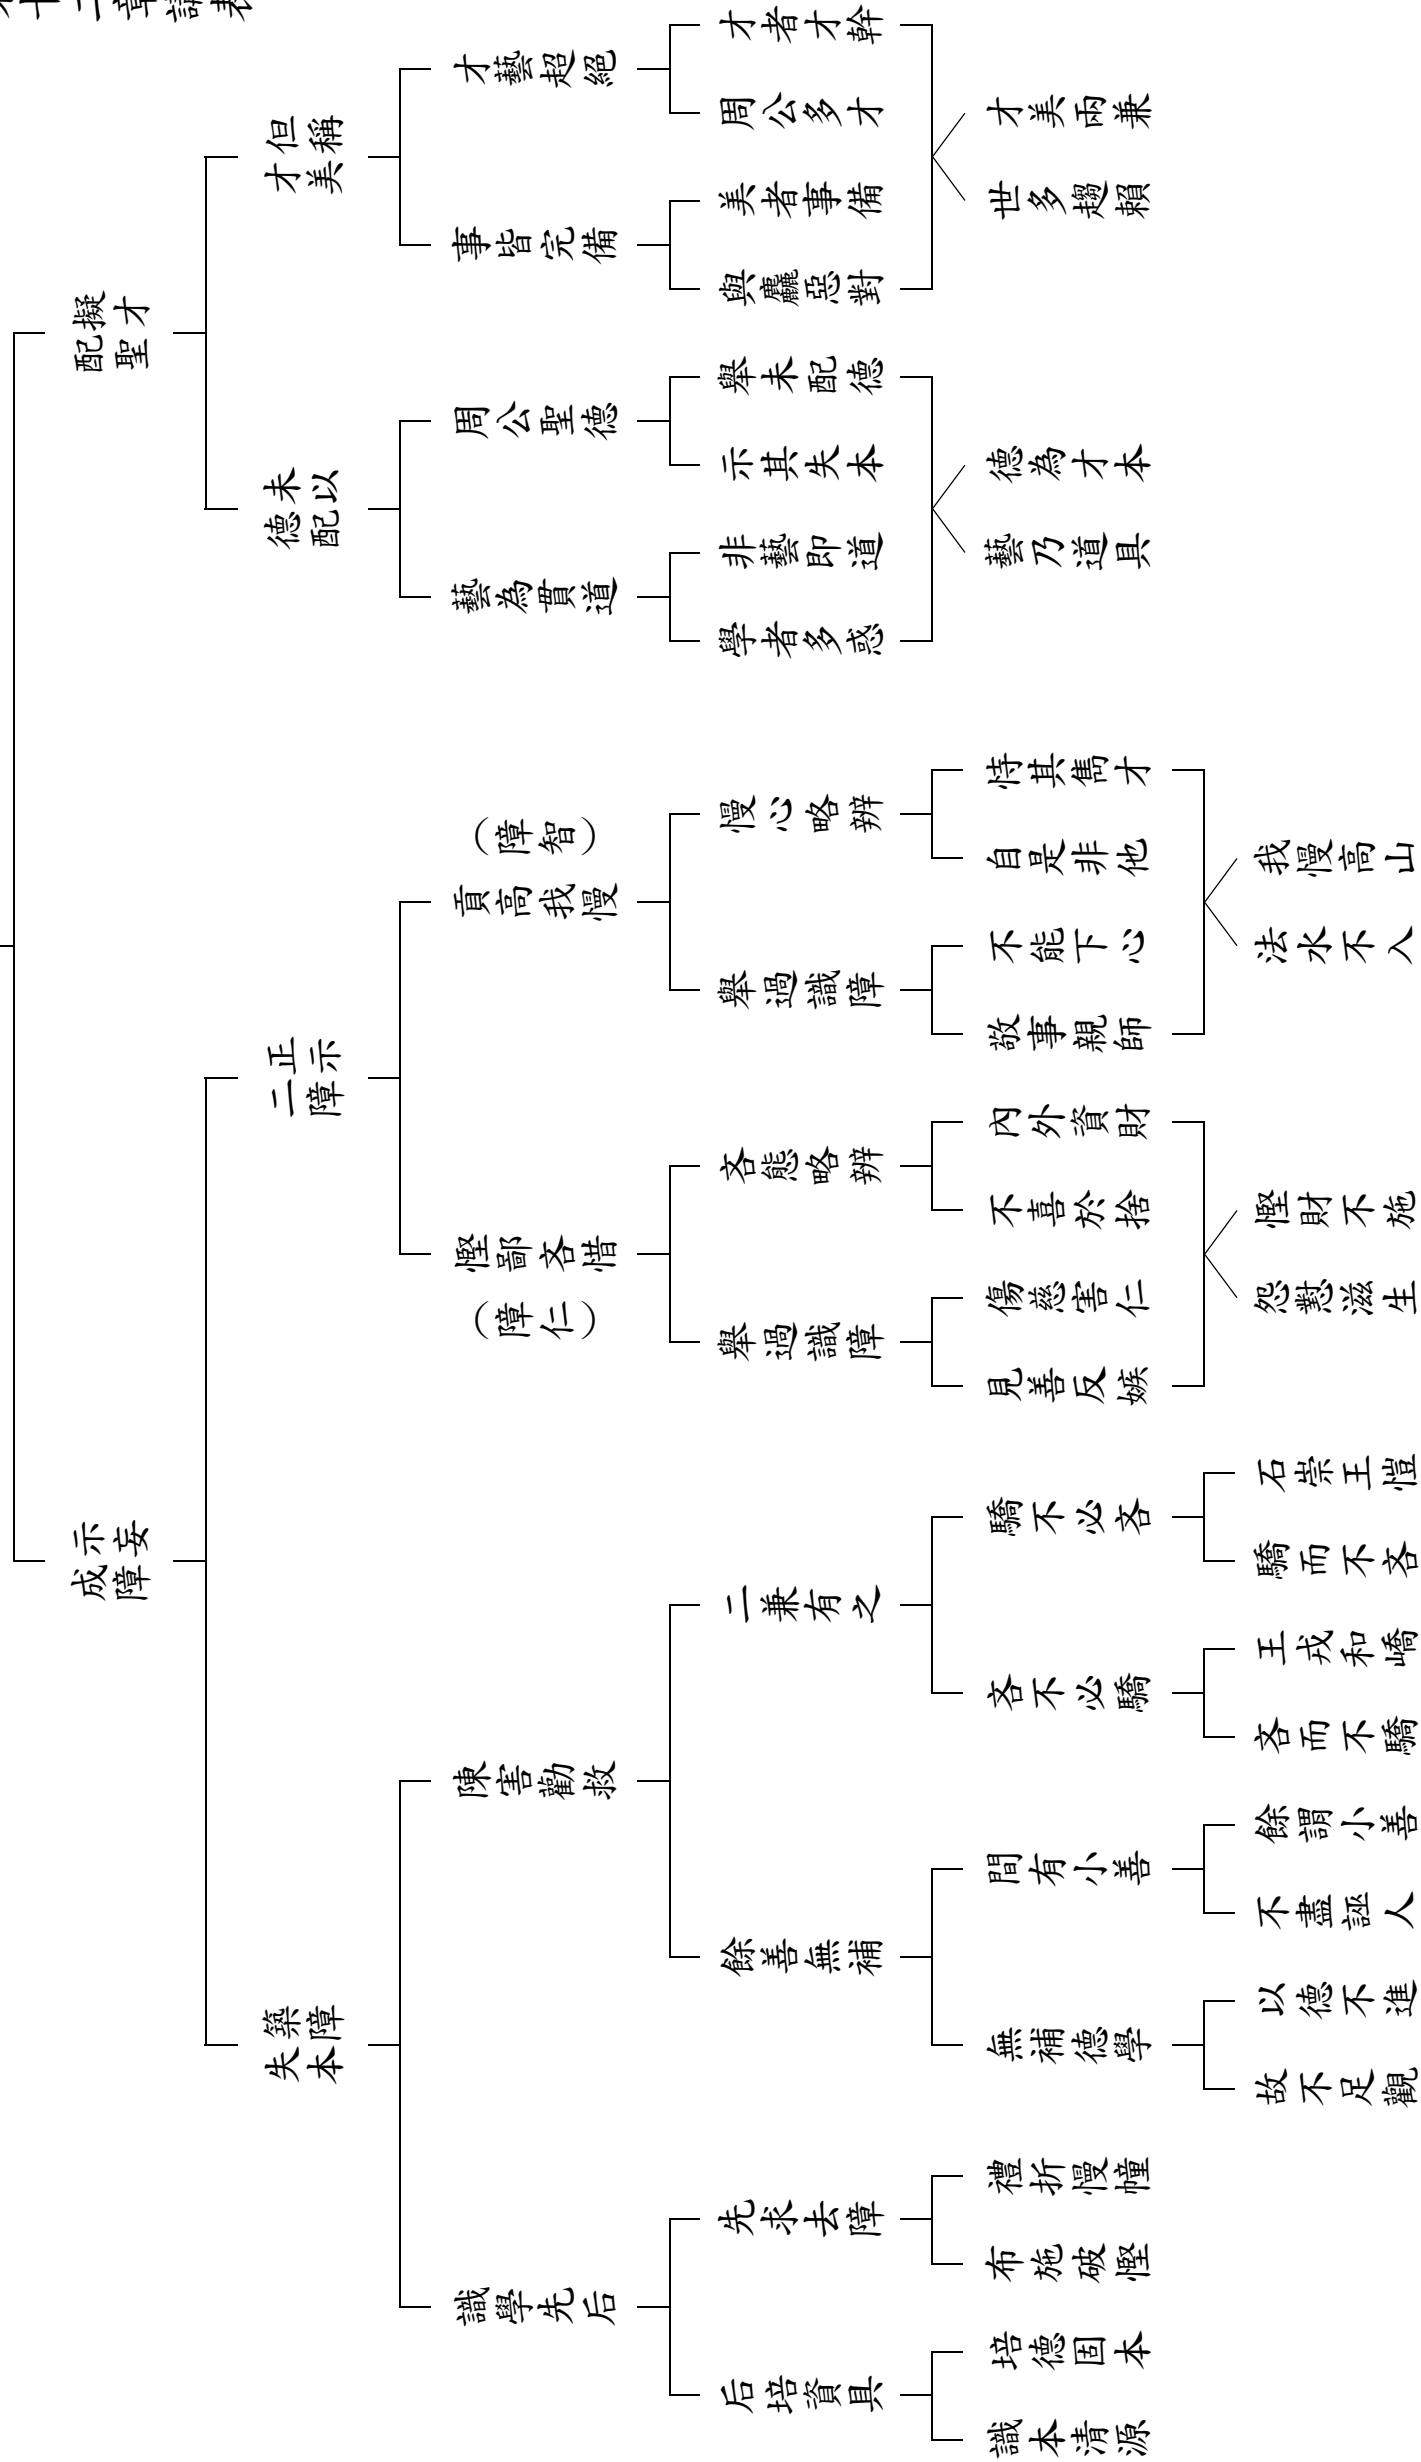 擬才
配聖
示妄
成障
但稱
才美
未以
德配
正示
二障
築障
失本
才藝超絕
事皆完備
周公聖德
藝為貫道
(障智)
貢高我慢
慳鄙吝惜
(障仁)
陳害勸救
識學先后
才者才幹
周公多才
美者事備
與麤惡對
舉未配德
示其失本
非藝即道
學者多惑
慢心略辨
舉過識障
吝態略辨
舉過識障
二兼有之
餘善無補
先求去障
后培資具
才美兩兼
世多趨賴
德為才本
藝乃道具
恃其雋才
自是非他
不能下心
敬事親師
內外資財
不喜於捨
傷慈害仁
見善反嫉
驕不必吝
吝不必驕
間有小善
無補德學
禮折慢幢
布施破慳
培德固本
識本清源
我慢高山
法水不入
慳財不施
怨懟滋生
石崇王愷
驕而不吝
王戎和嶠
吝而不驕
餘謂小善
不盡誣人
以德不進
故不足觀